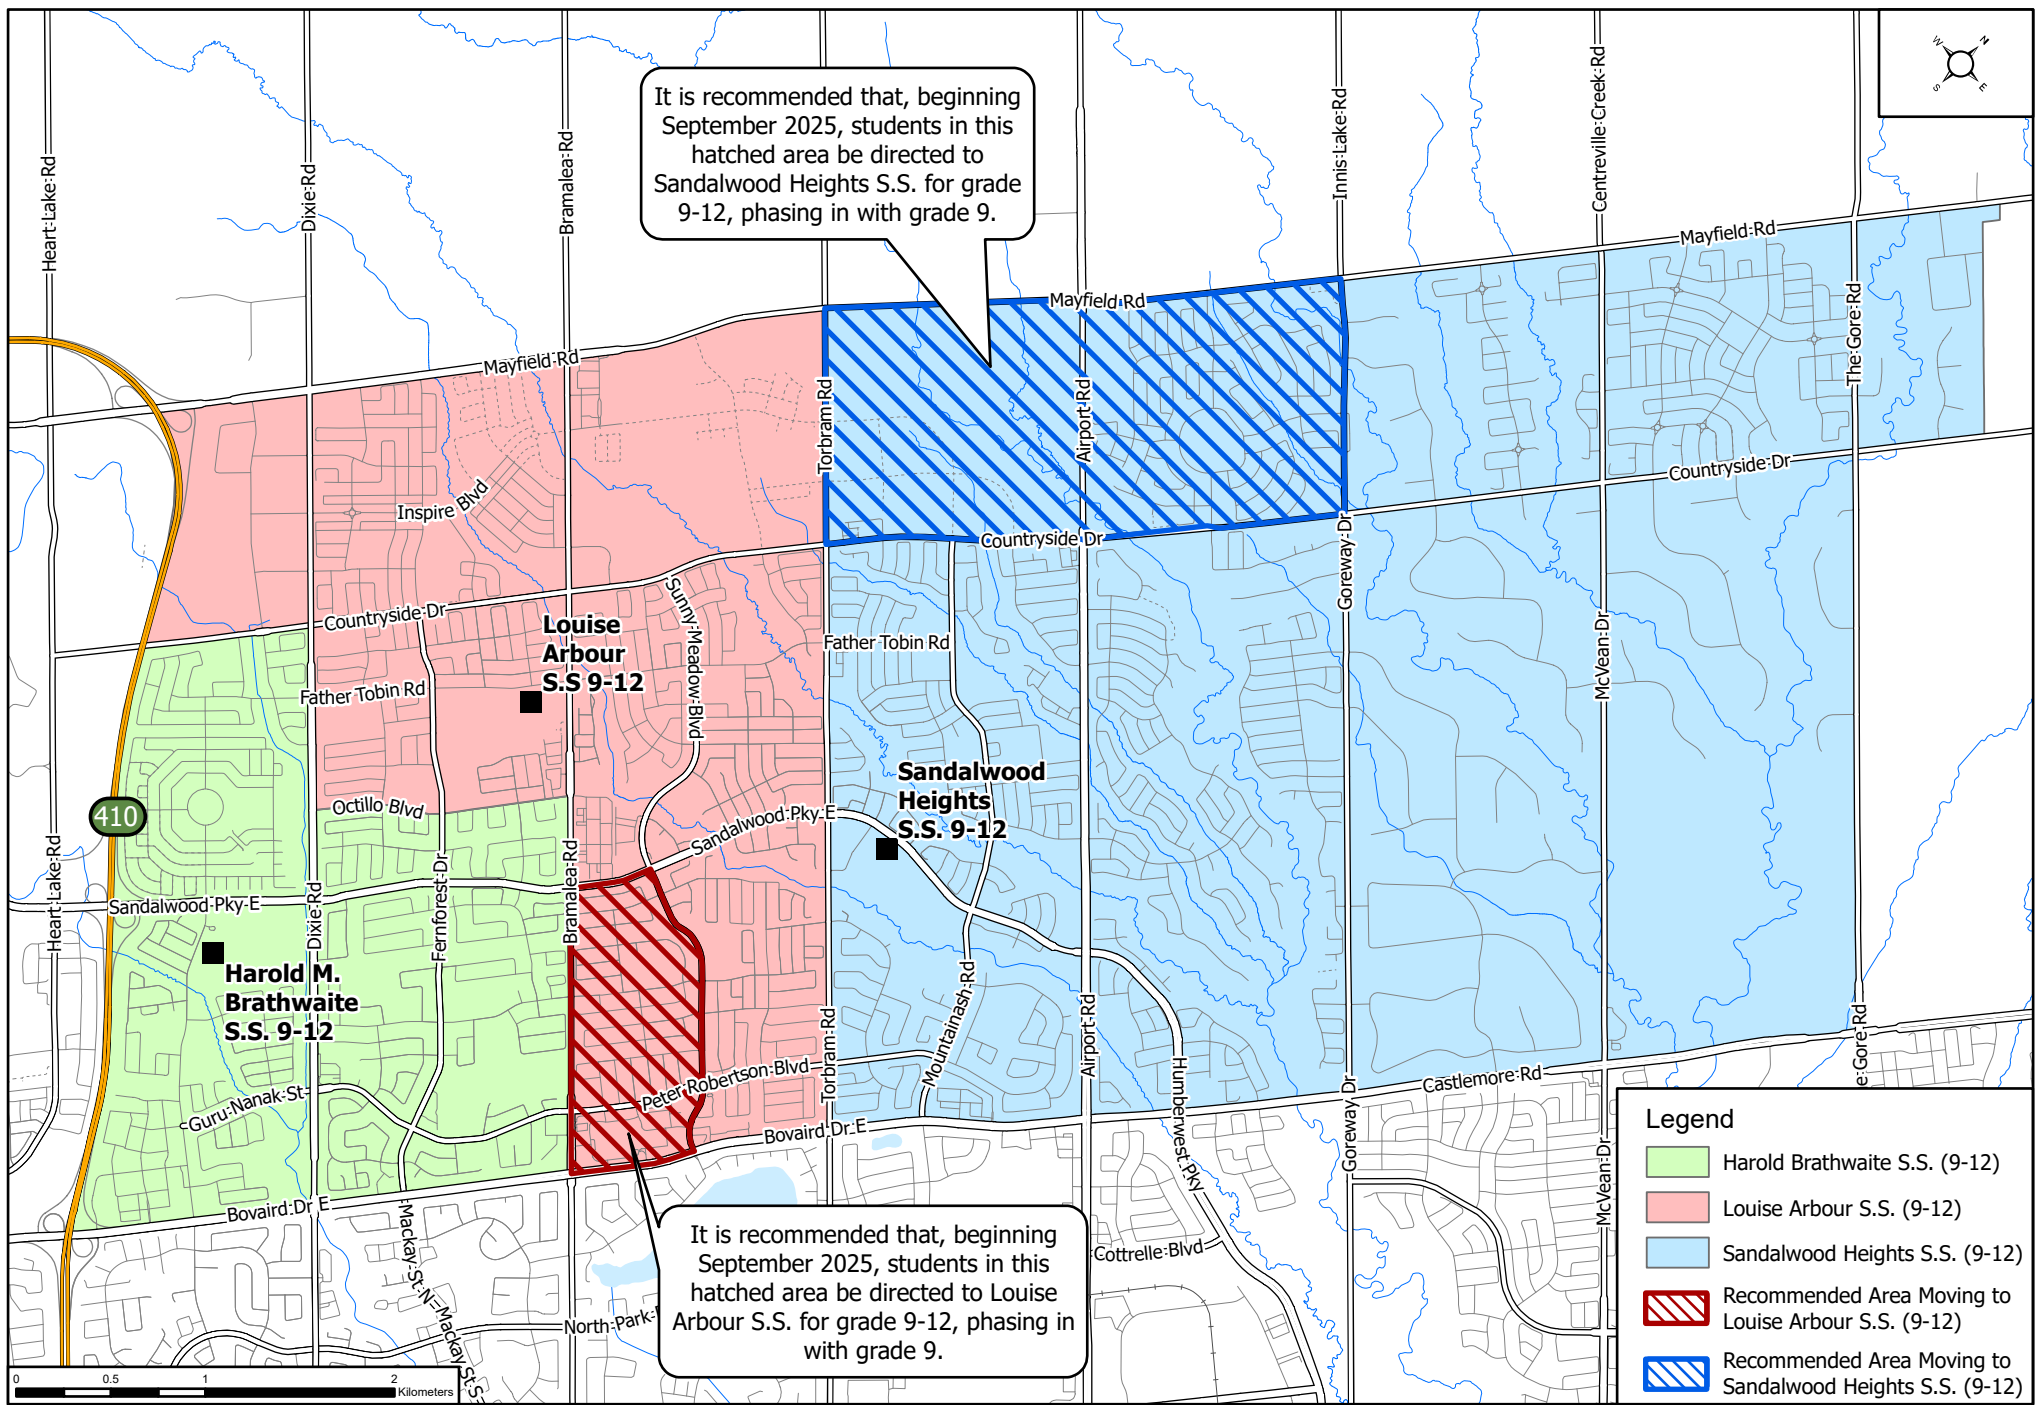 W
N
S
E
It is recommended that, beginning
September 2025, students in this
hatched area be directed to
Sandalwood Heights S.S. for grade
9-12, phasing in with grade 9.
Heart Lake Rd
Dixie Rd
Bramalea Rd
Innis Lake Rd
Centreville Creek Rd
Mayfield Rd
Mayfield Rd
Mayfield Rd
The Gore Rd
Torbram Rd
Airport Rd
Countryside Dr
Inspire Blvd
Countryside Dr
Goreway Dr
Countryside Dr
Louise
Arbour
S.S 9-12
Sunny Meadow Blvd
Father Tobin Rd
McVean Dr
Father Tobin Rd
Sandalwood
Heights
S.S. 9-12
Octillo Blvd
410
Sandalwood Pky E
Heart Lake Rd
Bramalea Rd
Fernforest Dr
Dixie Rd
Sandalwood Pky E
Harold M.
Brathwaite
S.S. 9-12
Mountainash Rd
Airport Rd
Torbram Rd
e Gore Rd
Peter Robertson Blvd
Guru Nanak St
Humberwest Pky
Goreway Dr
Castlemore Rd
Bovaird Dr E
McVean Dr
Bovaird Dr E
Mackay St N
Mackay St S
Cottrelle Blvd
North Park
It is recommended that, beginning
September 2025, students in this
hatched area be directed to Louise
Arbour S.S. for grade 9-12, phasing in
with grade 9.
Legend
Harold Brathwaite S.S. (9-12)
Louise Arbour S.S. (9-12)
Sandalwood Heights S.S. (9-12)
Recommended Area Moving to
Louise Arbour S.S. (9-12)
Recommended Area Moving to
Sandalwood Heights S.S. (9-12)
0 0.5 1 2
Kilometers